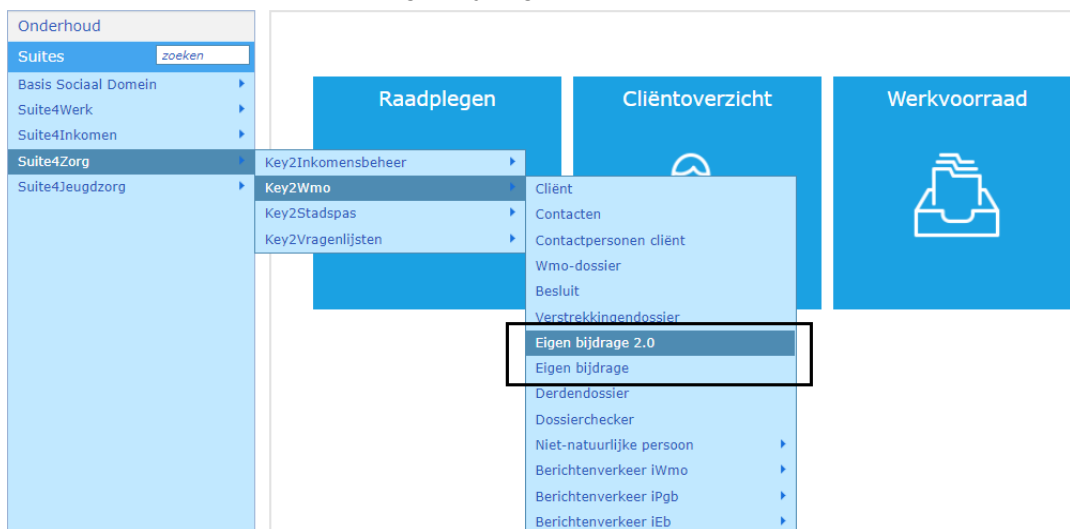 Onderhoud
Suites zoeken
Basis Sociaal Domein
Suite4Werk
Suite4Inkomen
Suite4Zorg
Suite4Jeugdzorg
Key2Inkomensbeheer
Key2Wmo
Key2Stadspas
Key2Vragenlijsten
Cliënt
Contacten
Contactpersonen cliënt
Wmo-dossier
Besluit
Verstrekkingendossier
Eigen bijdrage 2.0
Eigen bijdrage
Derdendossier
Dossierchecker
Niet-natuurlijke persoon
Berichtenverkeer iWmo
Berichtenverkeer iPgb
Berichtenverkeer iEb
Raadplegen
Cliëntoverzicht
Werkvoorraad